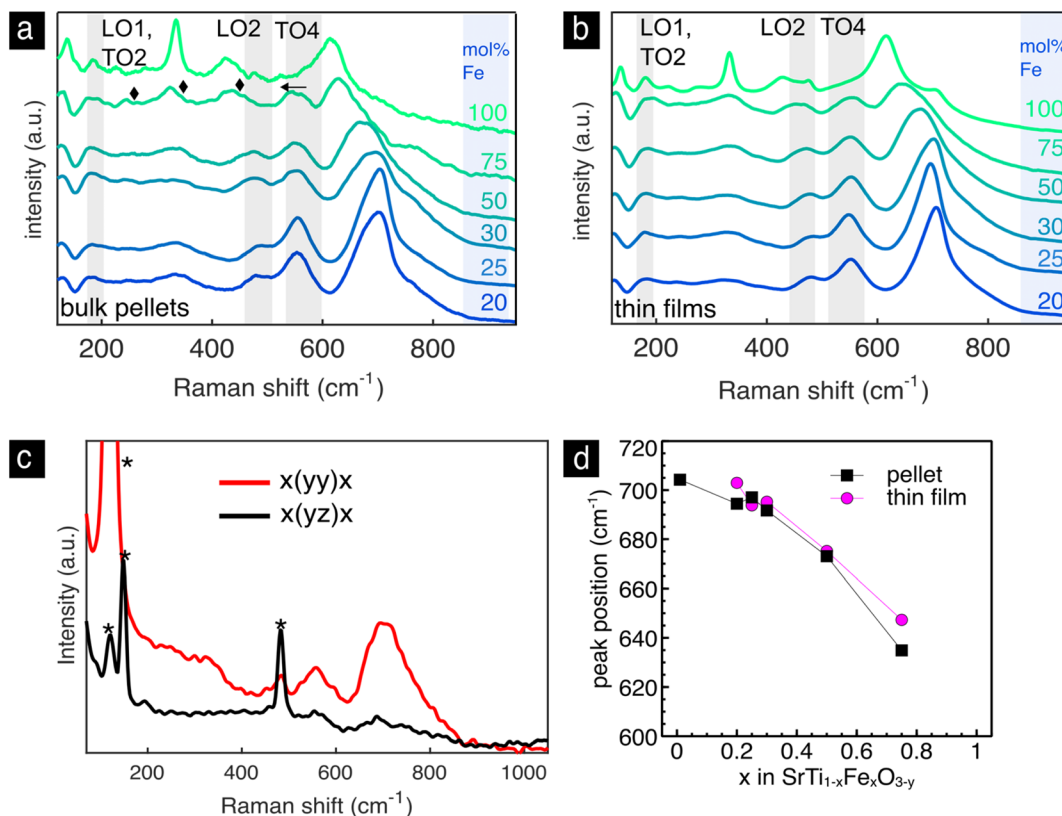 a
LO1,
TO2
LO2
TO4
mol%
Fe
100
75
50
30
25
20
bulk pellets
intensity (a.u.)
200 400 600 800
Raman shift (cm⁻¹)
b
LO1,
TO2
LO2
TO4
mol%
Fe
100
75
50
30
25
20
thin films
intensity (a.u.)
200 400 600 800
Raman shift (cm⁻¹)
c
x(yy)x
x(yz)x
*
*
*
*
Intensity (a.u.)
200 400 600 800 1000
Raman shift (cm⁻¹)
d
pellet
thin film
720
700
680
660
640
620
600
peak position (cm⁻¹)
0 0.2 0.4 0.6 0.8 1
x in SrTi₁₋ₓFeₓO₃₋y